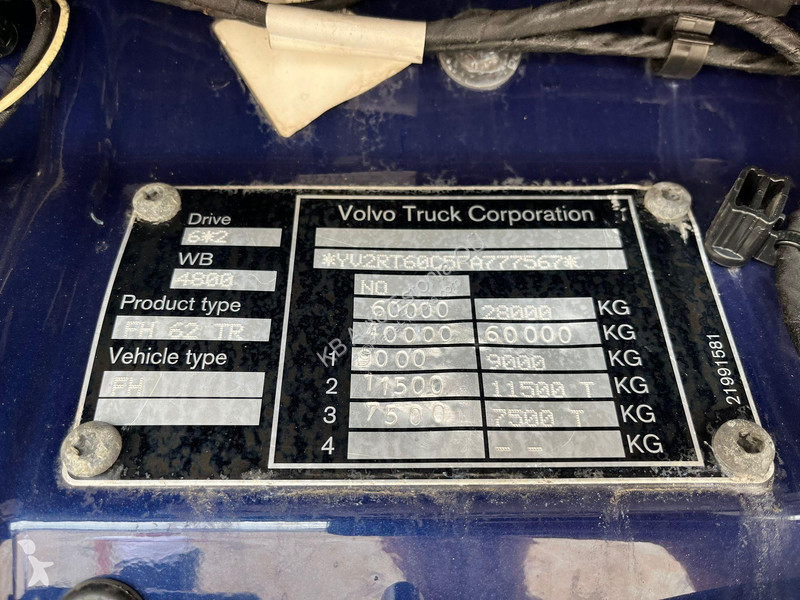 Volvo Truck Corporation
Drive
6*2
WB
4800
Product type
FH 62 TR
Vehicle type
FH/
/
*YV2RT60C5FA777567*
NO
60000 28000 KG
40000 60000 KG
1 9000 9000 KG
2 11500 11500 T KG
3 7500 7500 T KG
4 -- -- KG
21991581